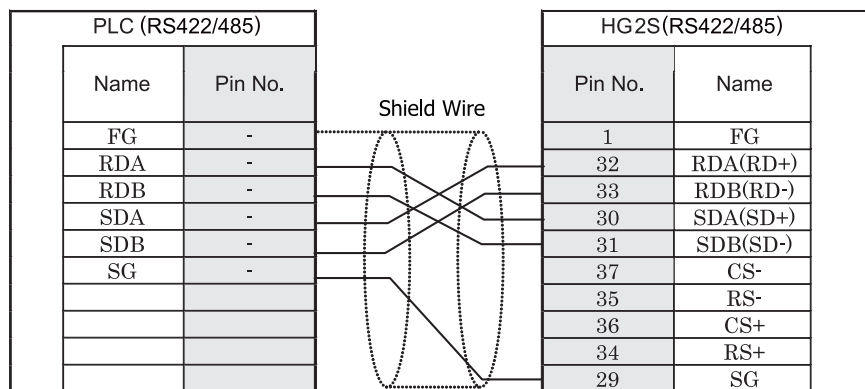 PLC (RS422/485) HG2S(RS422/485)
Name Pin No. Pin No. Name
Shield Wire
FG - 1 FG
RDA - 32 RDA(RD+)
RDB - 33 RDB(RD-)
SDA - 30 SDA(SD+)
SDB - 31 SDB(SD-)
SG - 37 CS-
35 RS-
36 CS+
34 RS+
29 SG